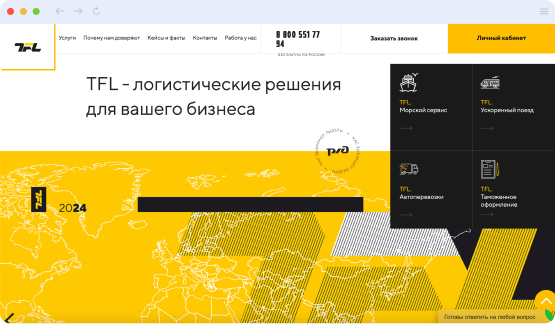 TFL
Услуги
Почему нам доверяют
Кейсы и факты
Контакты
Работа у нас
8 800 551 77
94
БЕСПЛАТНО ПО РОССИИ
Заказать звонок
Личный кабинет
TFL - логистические решения
для вашего бизнеса
TFL.
Морской сервис
TFL.
Ускоренный поезд
ржд
TFL.
Автоперевозки
TFL.
Таможенное
оформление
TFL
2024
Готовы ответить на любой вопрос